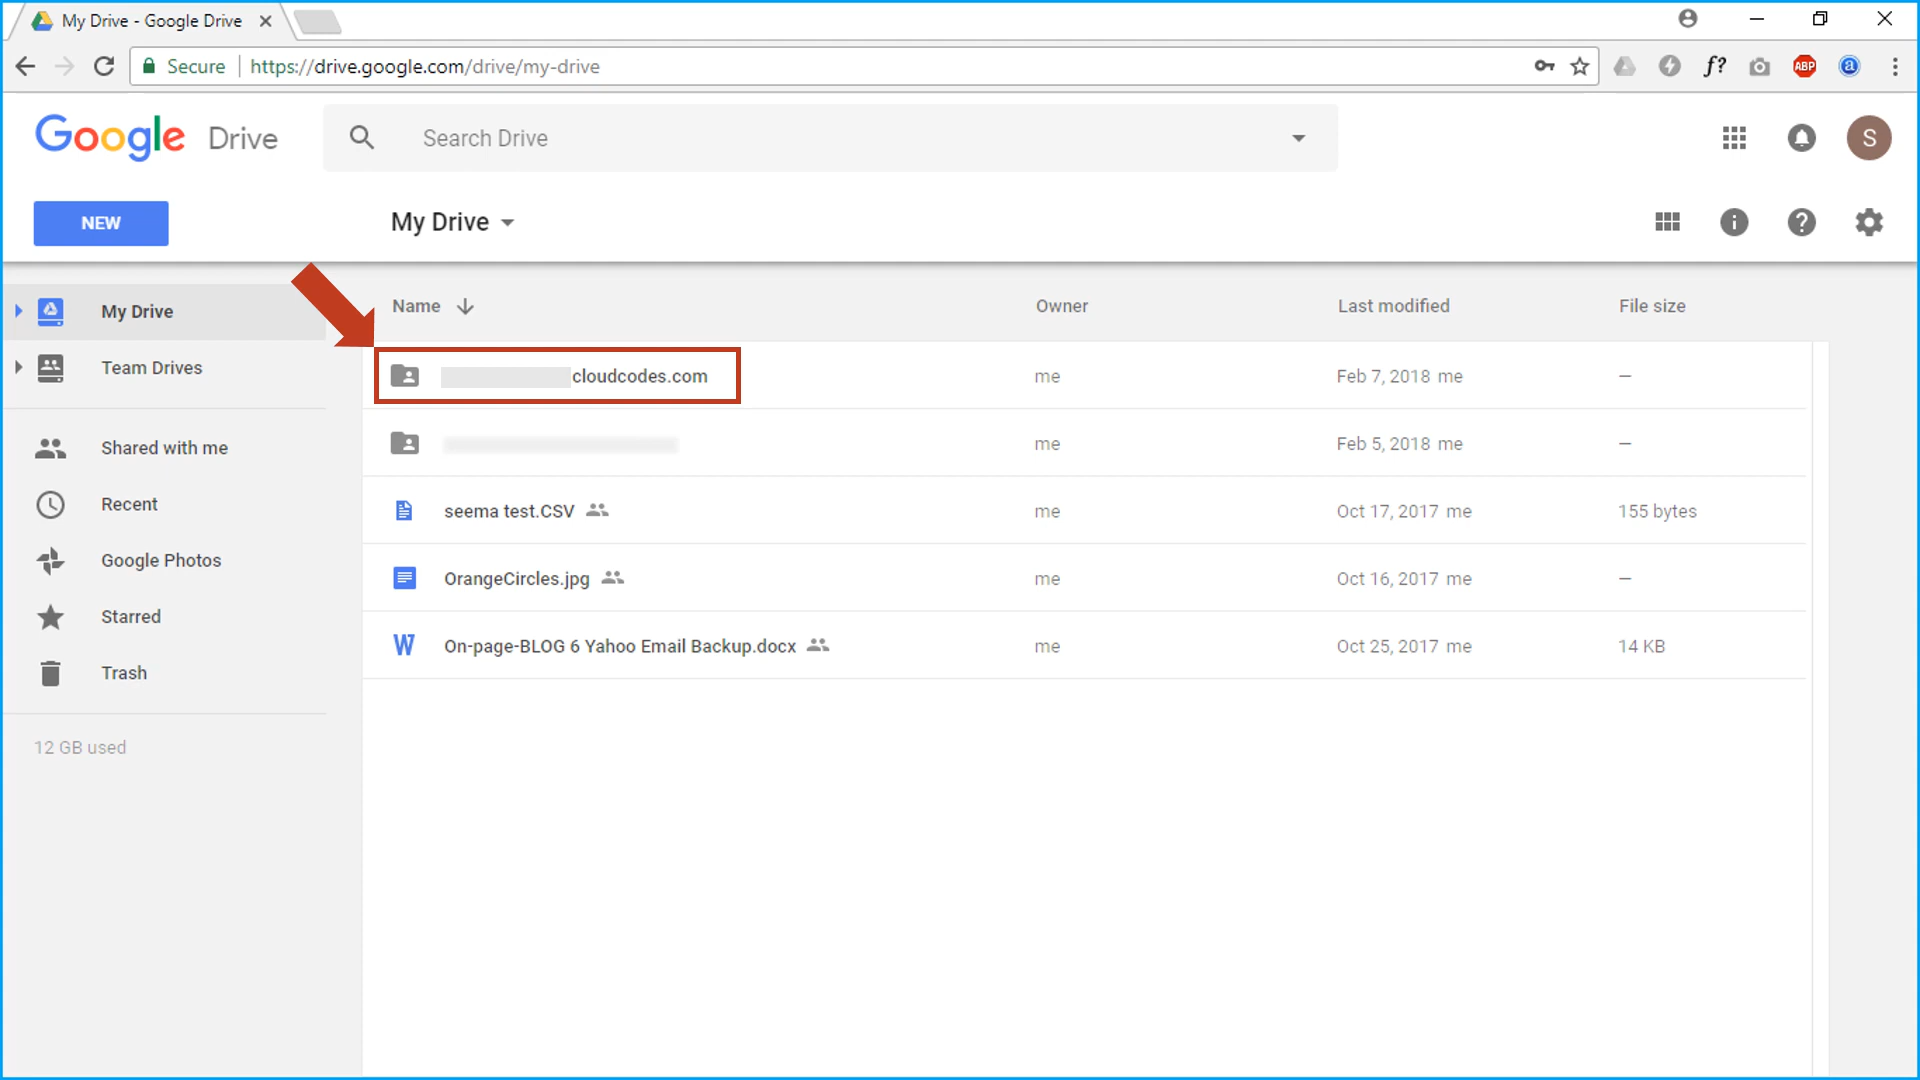 My Drive - Google Drive
Secure https://drive.google.com/drive/my-drive
f? ABP a
Google Drive Search Drive S
NEW My Drive
My Drive
Team Drives
Shared with me
Recent
Google Photos
Starred
Trash
12 GB used
Name Owner Last modified File size
cloudcodes.com me Feb 7, 2018 me —
me Feb 5, 2018 me —
seema test.CSV me Oct 17, 2017 me 155 bytes
OrangeCircles.jpg me Oct 16, 2017 me —
W On-page-BLOG 6 Yahoo Email Backup.docx me Oct 25, 2017 me 14 KB